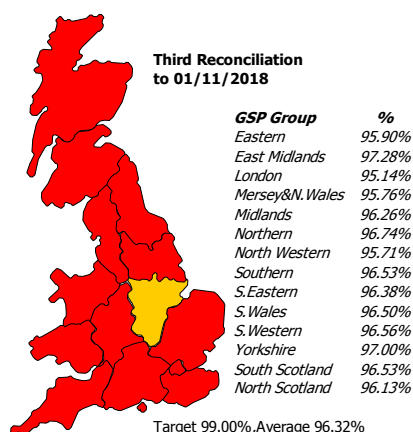 Third Reconciliation
to 01/11/2018
GSP Group %
Eastern 95.90%
East Midlands 97.28%
London 95.14%
Mersey&N.Wales 95.76%
Midlands 96.26%
Northern 96.74%
North Western 95.71%
Southern 96.53%
S.Eastern 96.38%
S.Wales 96.50%
S.Western 96.56%
Yorkshire 97.00%
South Scotland 96.53%
North Scotland 96.13%
Target 99.00%,Average 96.32%